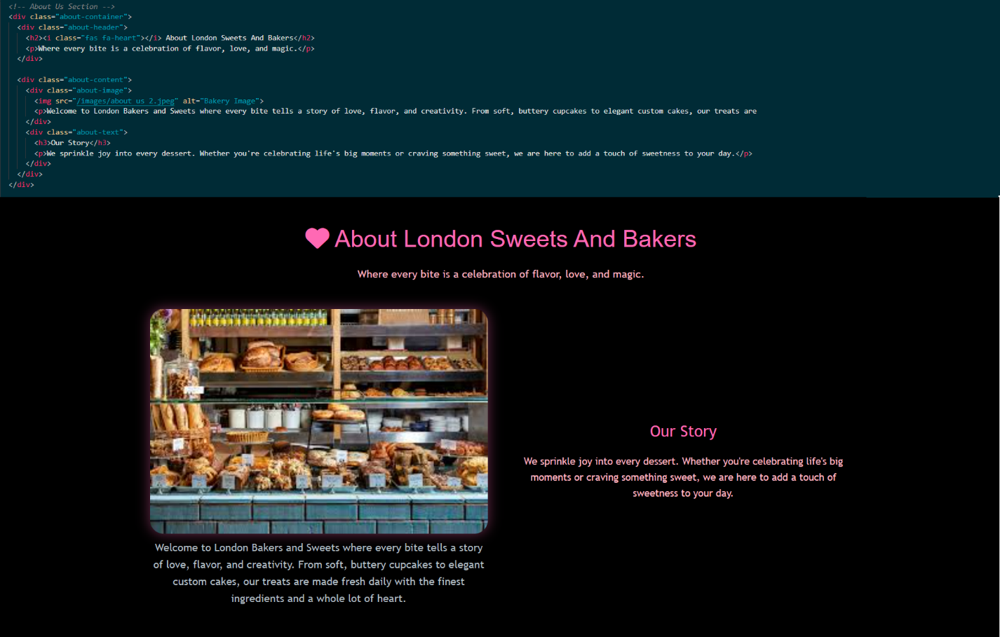 <!-- About Us Section -->
<div class="about-container">
<div class="about-header">
<h2><i class="fas fa-heart"></i> About London Sweets And Bakers</h2>
<p>Where every bite is a celebration of flavor, love, and magic.</p>
</div>
<div class="about-content">
<div class="about-image">
<img src="/images/about us 2.jpeg" alt="Bakery Image">
<p>Welcome to London Bakers and Sweets where every bite tells a story of love, flavor, and creativity. From soft, buttery cupcakes to elegant custom cakes, our treats are
</div>
<div class="about-text">
<h3>Our Story</h3>
<p>We sprinkle joy into every dessert. Whether you're celebrating life's big moments or craving something sweet, we are here to add a touch of sweetness to your day.</p>
</div>
</div>
</div>
About London Sweets And Bakers
Where every bite is a celebration of flavor, love, and magic.
Welcome to London Bakers and Sweets where every bite tells a story
of love, flavor, and creativity. From soft, buttery cupcakes to elegant
custom cakes, our treats are made fresh daily with the finest
ingredients and a whole lot of heart.
Our Story
We sprinkle joy into every dessert. Whether you're celebrating life's big
moments or craving something sweet, we are here to add a touch of
sweetness to your day.